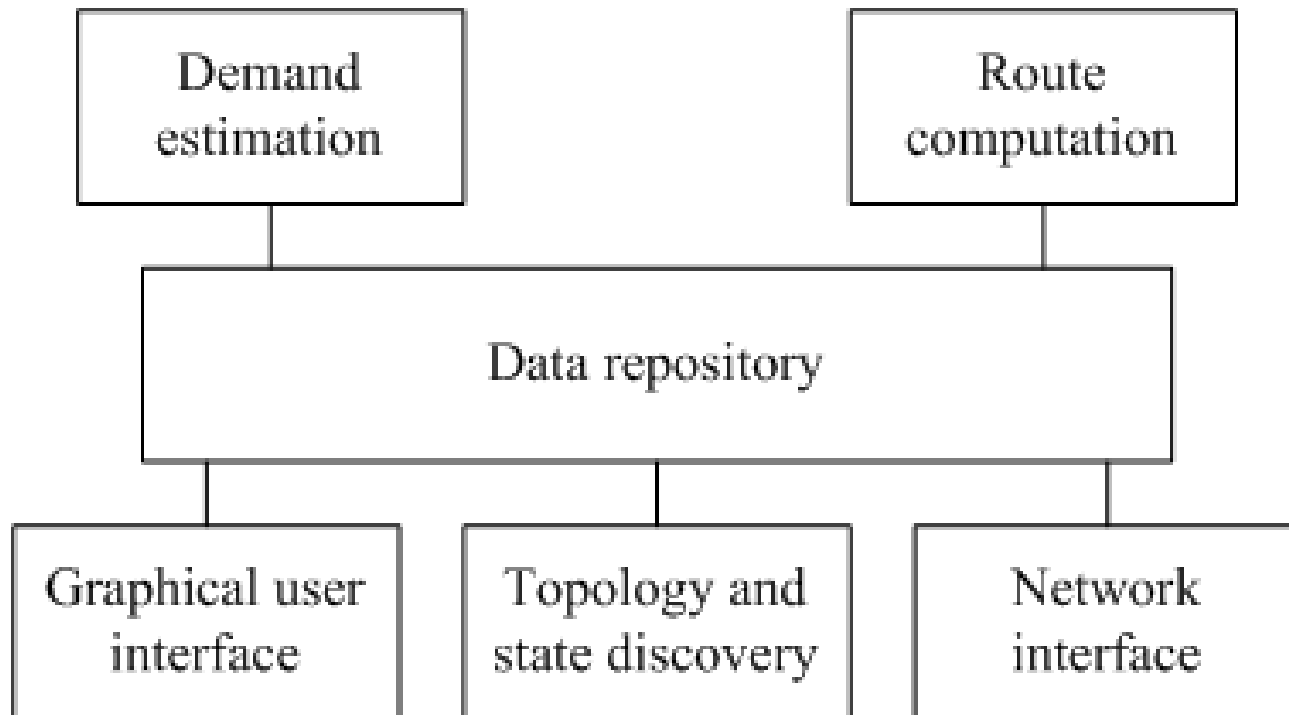 Demand
estimation
Route
computation
Data repository
Graphical user
interface
Topology and
state discovery
Network
interface